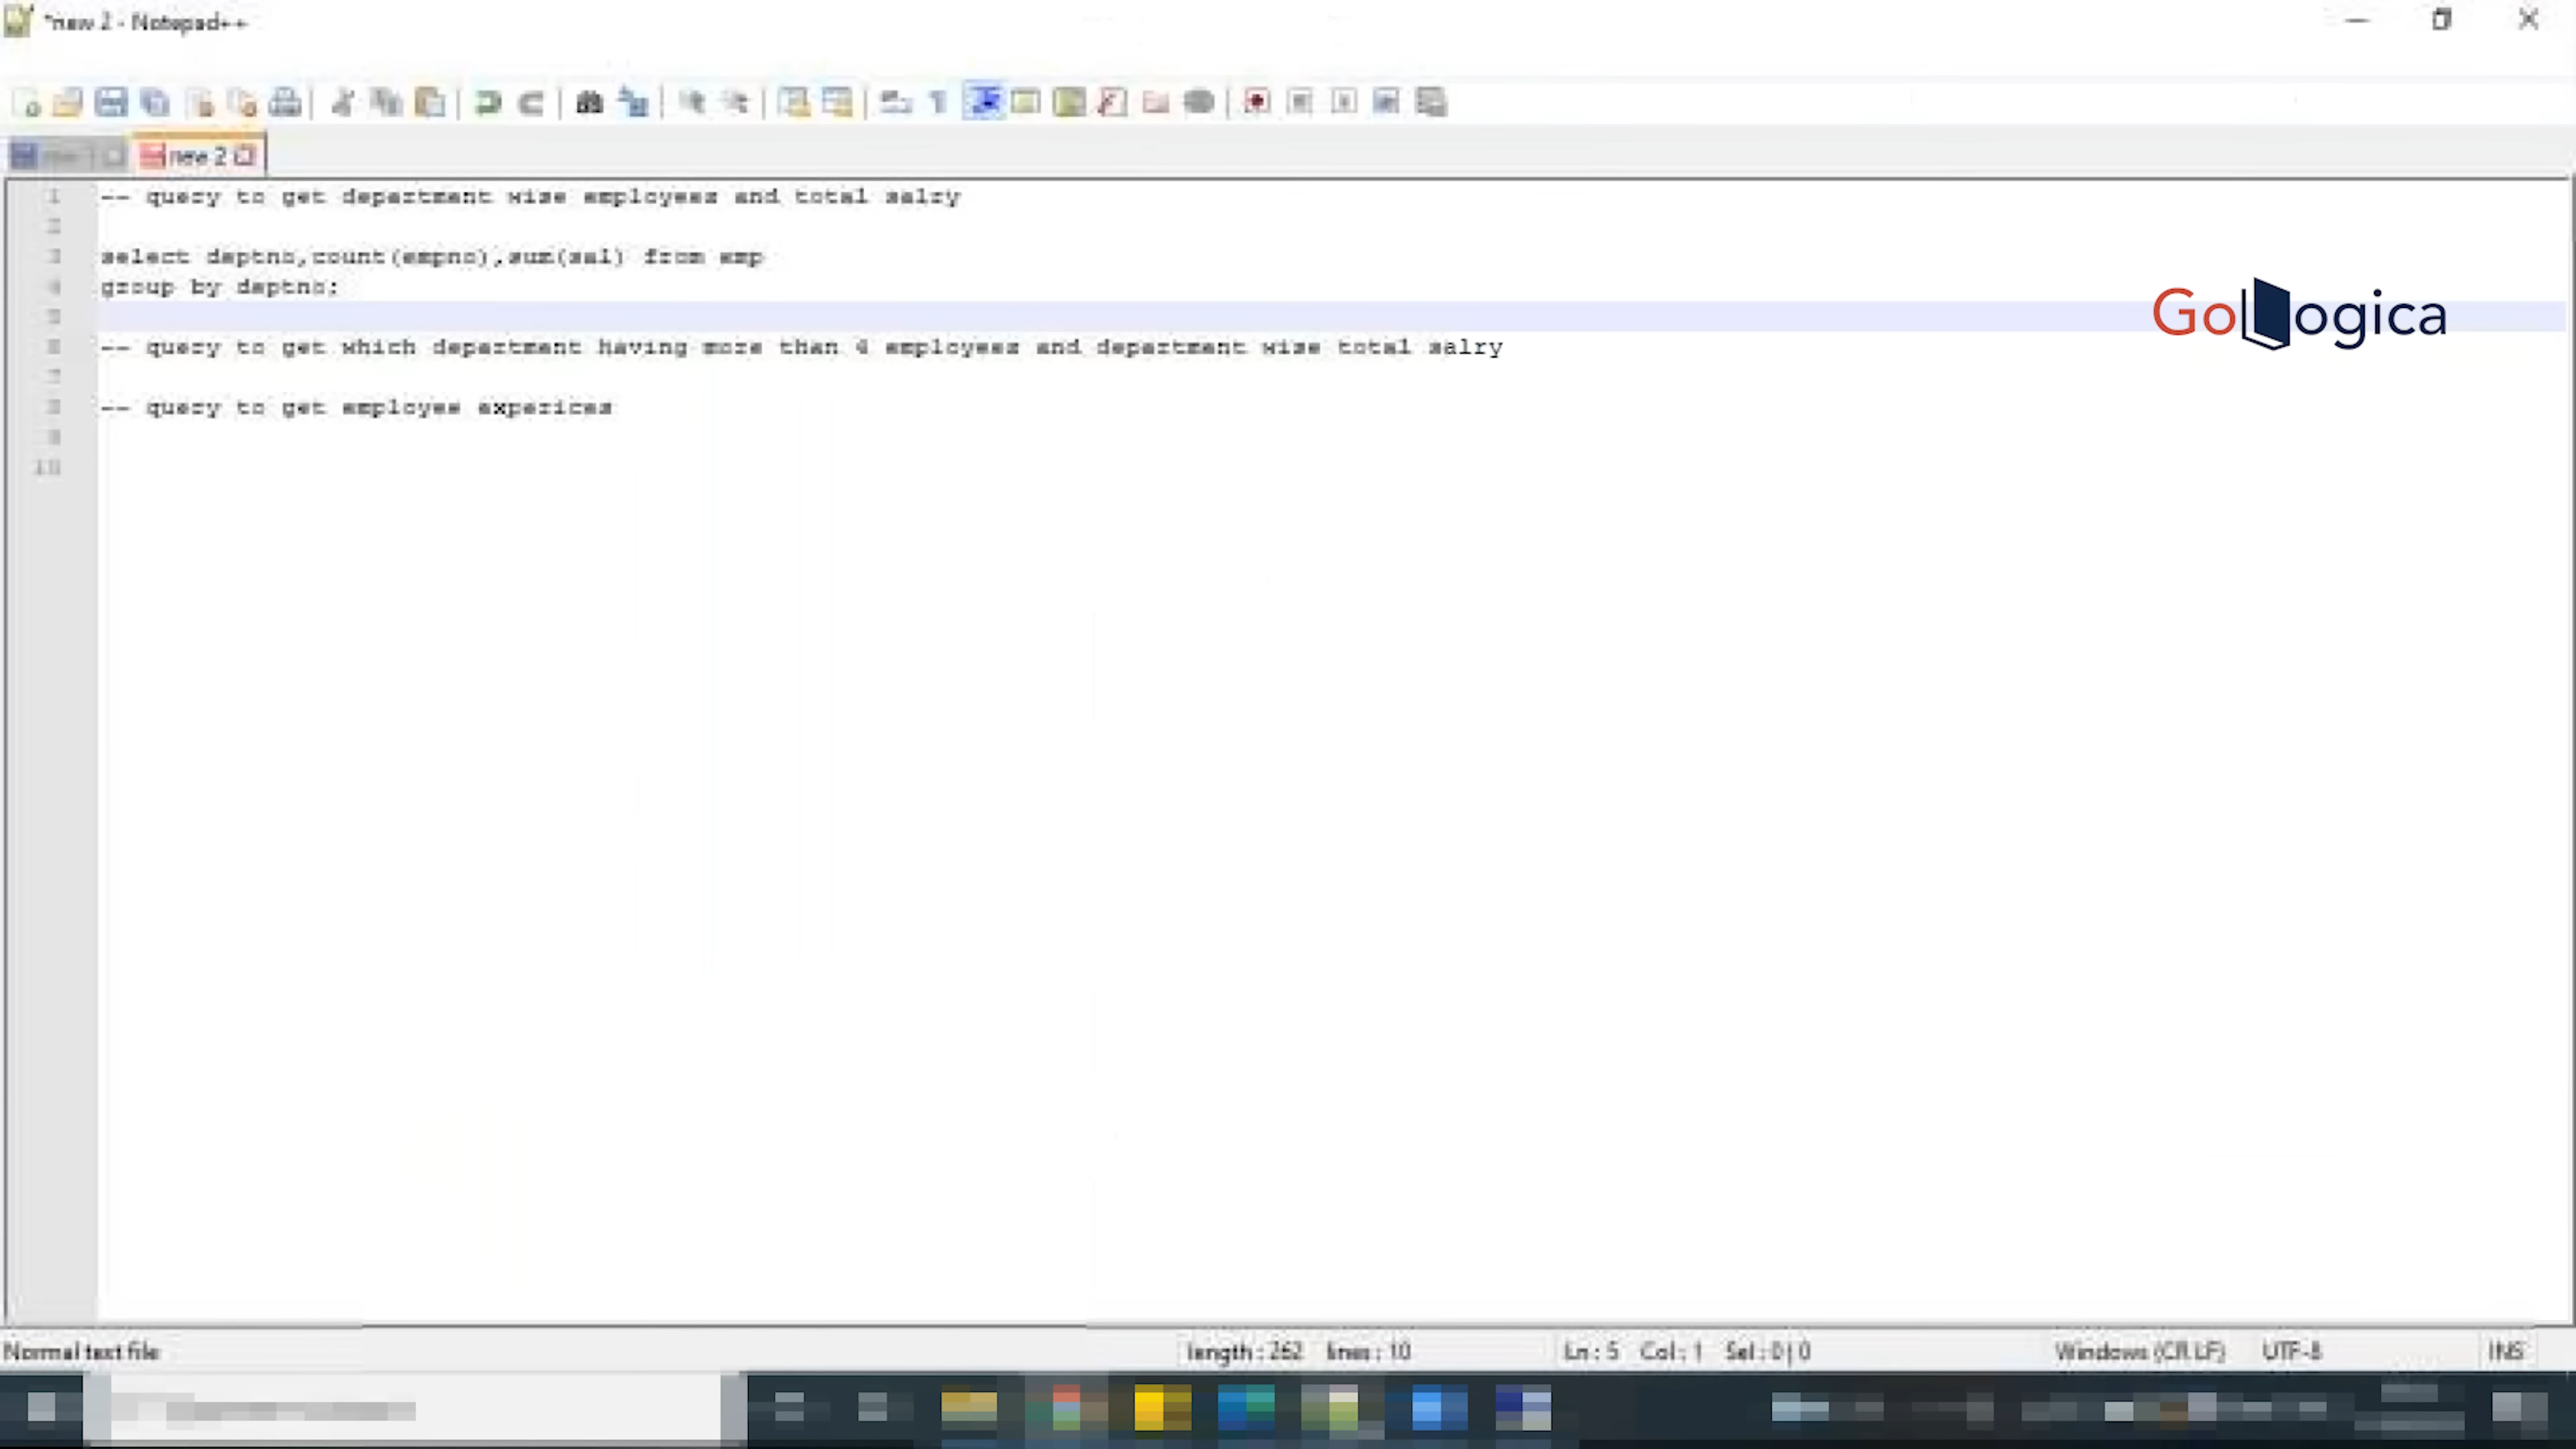 *new 2 - Notepad++
new 2
1 -- query to get department wise employees and total salry
2
3 select deptno,count(empno),sum(sal) from emp
4 group by deptno;
5
6 -- query to get which department having more than 4 employees and department wise total salry
7
8 -- query to get employee experices
9
10
GoLogica
Normal text file length : 262 lines : 10 Ln : 5 Col : 1 Sel : 0 | 0 Windows (CR LF) UTF-8 INS